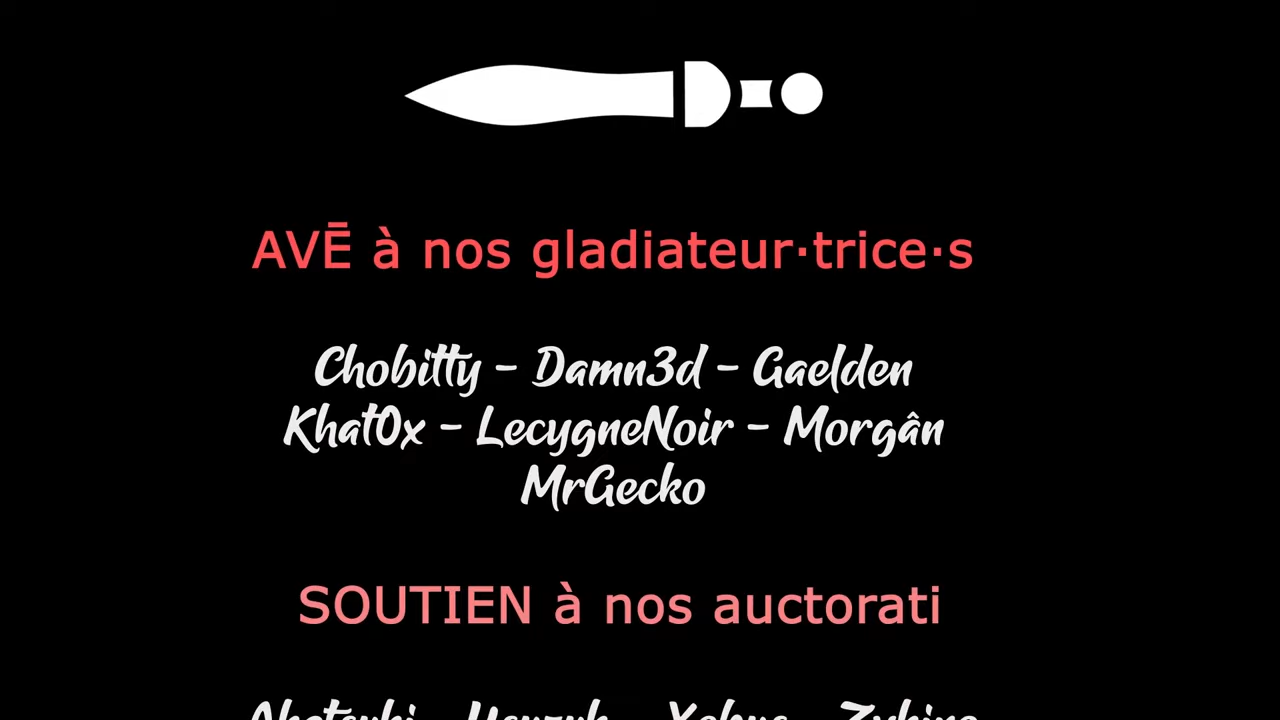 AVĒ à nos gladiateur·trice·s
Chobitty - Damn3d - Gaelden
Khat0x - LecygneNoir - Morgân
MrGecko
SOUTIEN à nos auctorati